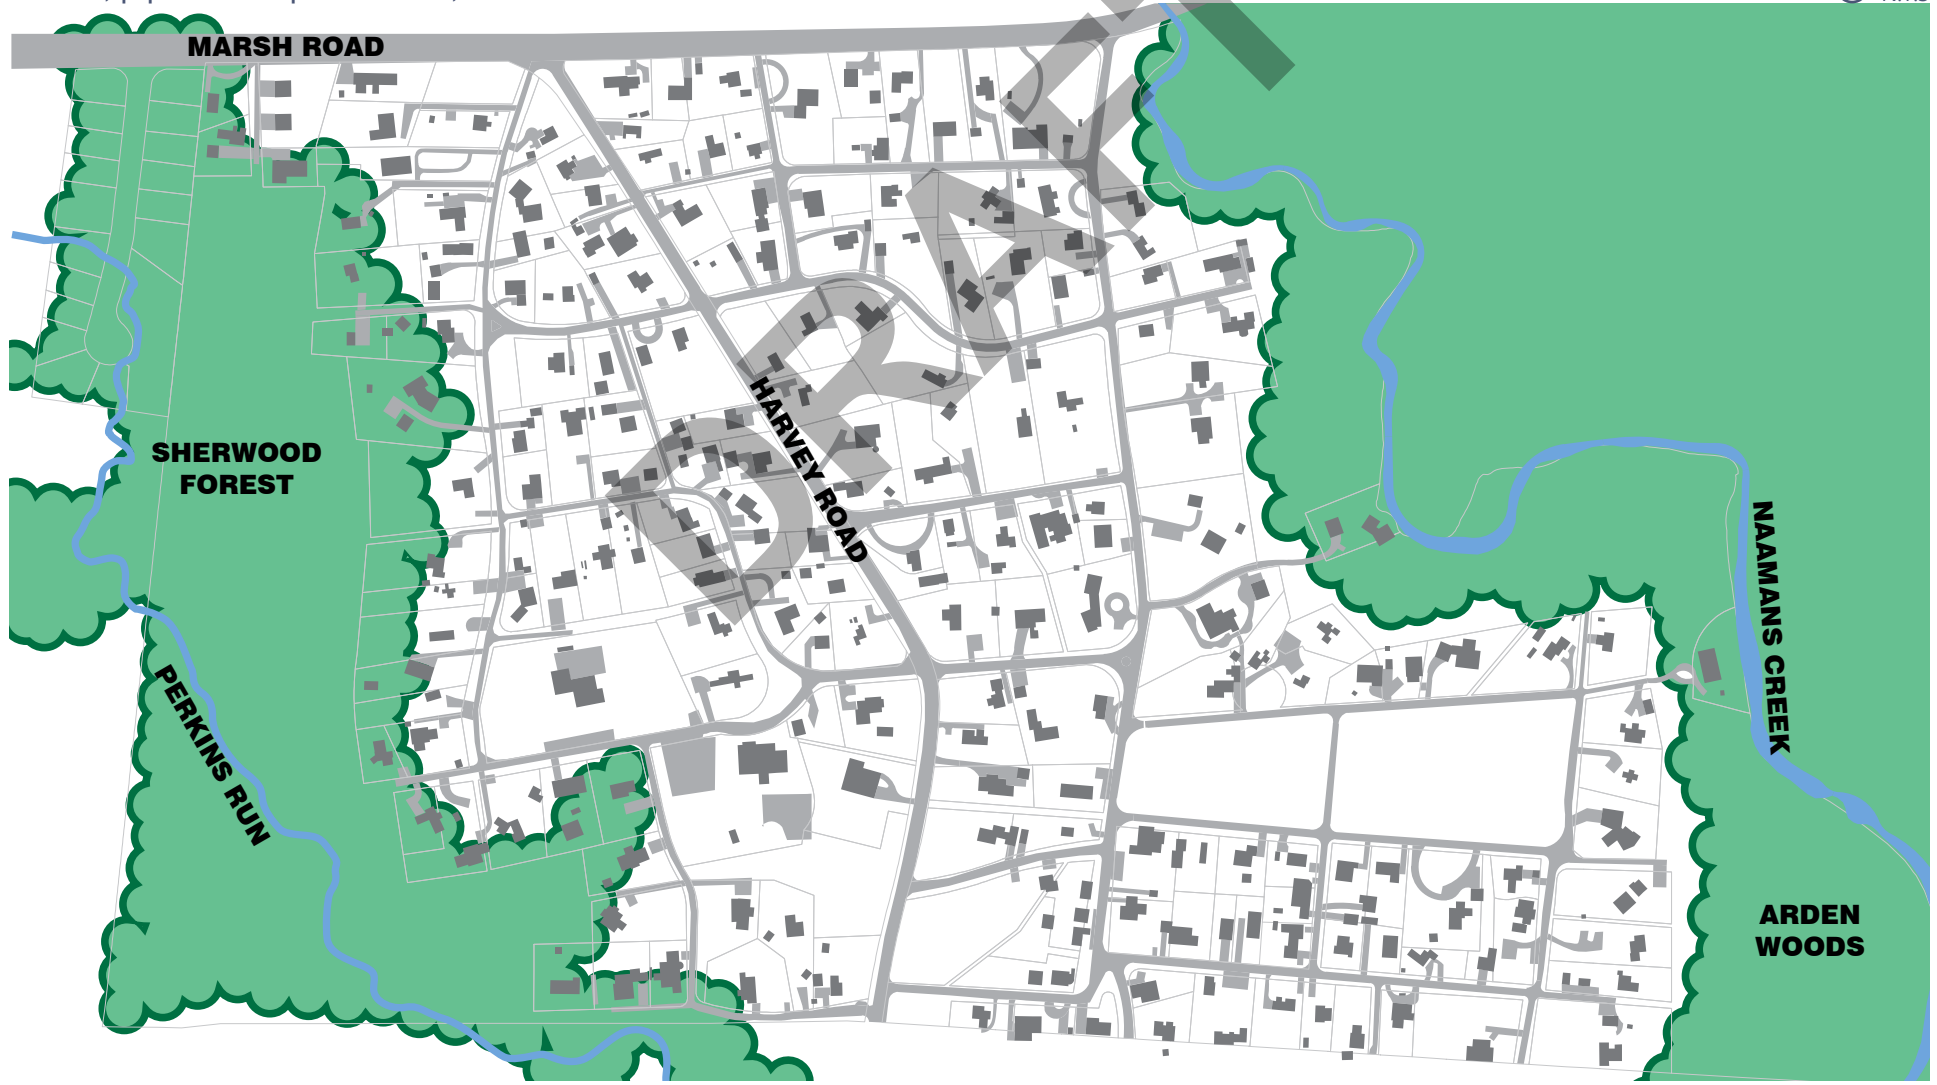 MARSH ROAD
SHERWOOD
FOREST
HARVEY ROAD
PERKINS RUN
NAAMANS CREEK
ARDEN
WOODS
DRAFT